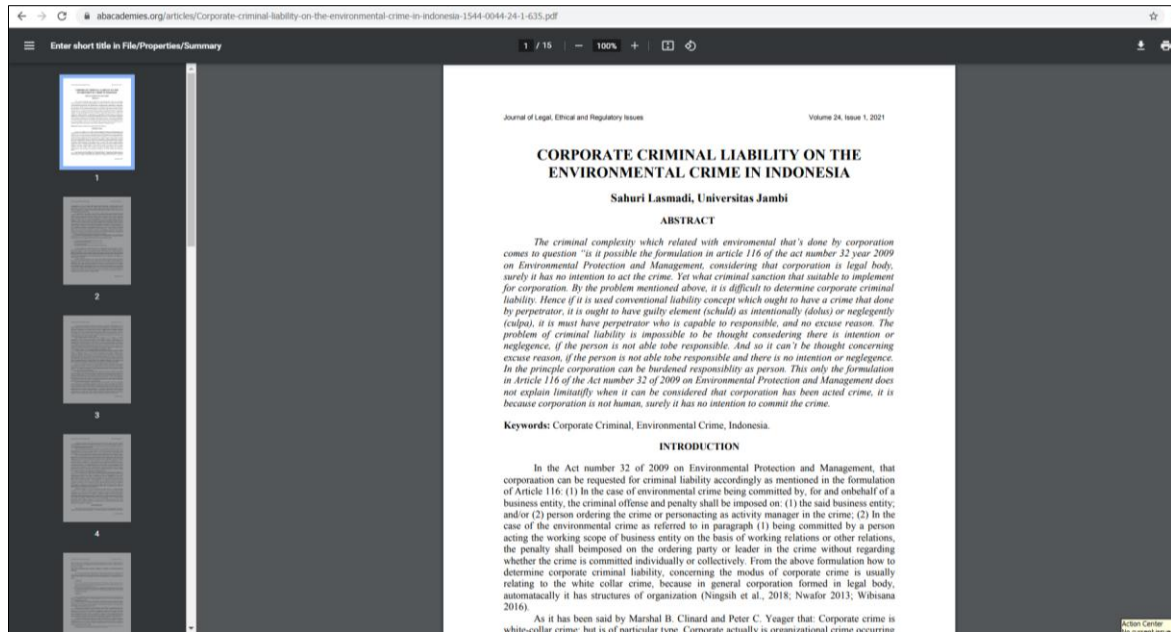 abacademies.org/articles/Corporate-criminal-liability-on-the-environmental-crime-in-indonesia-1544-0044-24-1-635.pdf
Enter short title in File/Properties/Summary
1 / 15
100%
1
2
3
4
Journal of Legal, Ethical and Regulatory Issues
Volume 24, Issue 1, 2021
CORPORATE CRIMINAL LIABILITY ON THE
ENVIRONMENTAL CRIME IN INDONESIA
Sahuri Lasmadi, Universitas Jambi
ABSTRACT
The criminal complexity which related with enviromental that's done by corporation
comes to question "is it possible the formulation in article 116 of the act number 32 year 2009
on Environmental Protection and Management, considering that corporation is legal body,
surely it has no intention to act the crime. Yet what criminal sanction that suitable to implement
for corporation. By the problem mentioned above, it is difficult to determine corporate criminal
liability. Hence if it is used conventional liability concept which ought to have a crime that done
by perpetrator, it is ought to have guilty element (schuld) as intentionally (dolus) or neglegently
(culpa), it is must have perpetrator who is capable to responsible, and no excuse reason. The
problem of criminal liability is impossible to be thought consedering there is intention or
neglegence, if the person is not able tobe responsible. And so it can't be thought concerning
excuse reason, if the person is not able tobe responsible and there is no intention or neglegence.
In the princple corporation can be burdened responsiblity as person. This only the formulation
in Article 116 of the Act number 32 of 2009 on Environmental Protection and Management does
not explain limitatifly when it can be considered that corporation has been acted crime, it is
because corporation is not human, surely it has no intention to commit the crime.
Keywords: Corporate Criminal, Environmental Crime, Indonesia.
INTRODUCTION
In the Act number 32 of 2009 on Environmental Protection and Management, that
corporaation can be requested for criminal liability accordingly as mentioned in the formulation
of Article 116: (1) In the case of environmental crime being committed by, for and onbehalf of a
business entity, the criminal offense and penalty shall be imposed on: (1) the said business entity;
and/or (2) person ordering the crime or personacting as activity manager in the crime; (2) In the
case of the environmental crime as referred to in paragraph (1) being committed by a person
acting the working scope of business entity on the basis of working relations or other relations,
the penalty shall beimposed on the ordering party or leader in the crime without regarding
whether the crime is committed individually or collectively. From the above formulation how to
determine corporate criminal liability, concerning the modus of corporate crime is usually
relating to the white collar crime, because in general corporation formed in legal body,
automatacally it has structures of organization (Ningsih et al., 2018; Nwafor 2013; Wibisana
2016).
As it has been said by Marshal B. Clinard and Peter C. Yeager that: Corporate crime is
white-collar crime; but is of particular type. Corporate actually is organizational crime occurring
Action Center